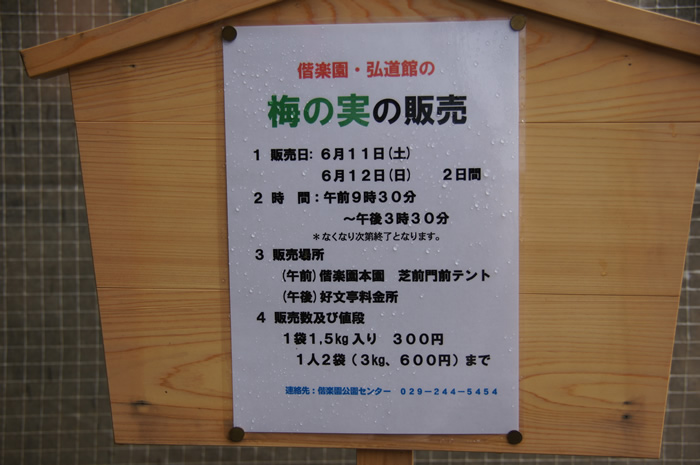 偕楽園・弘道館の
梅の実の販売
１ 販売日：６月１１日（土）
６月１２日（日） ２日間
２ 時 間：午前９時３０分
～午後３時３０分
＊なくなり次第終了となります。
３ 販売場所
（午前）偕楽園本園 芝前門前テント
（午後）好文亭料金所
４ 販売数及び値段
１袋１,５kg入り ３００円
１人２袋（３kg、６００円）まで
連絡先：偕楽園公園センター ０２９－２４４－５４５４